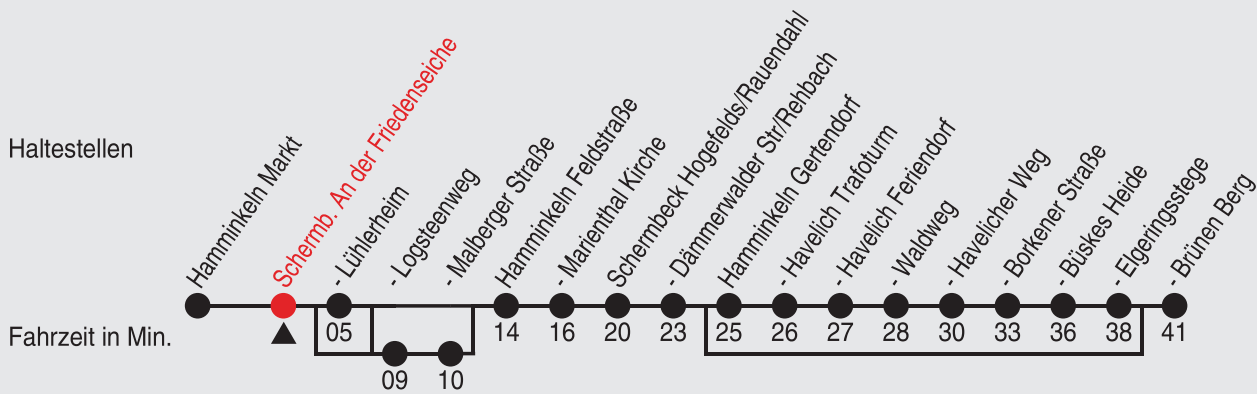 Haltestellen
Hamminkeln Markt
Schermb. An der Friedenseiche
- Lühlerheim
- Logsteenweg
- Malberger Straße
Hamminkeln Feldstraße
- Marienthal Kirche
Schermbeck Hogefelds/Rauendahl
- Dämmerwalder Str/Rehbach
Hamminkeln Gertendorf
- Havelich Trafoturm
- Havelich Feriendorf
- Waldweg
- Havelicher Weg
- Borkener Straße
- Büskes Heide
- Elgeringsstege
- Brünen Berg
Fahrzeit in Min.
05
09
10
14
16
20
23
25
26
27
28
30
33
36
38
41